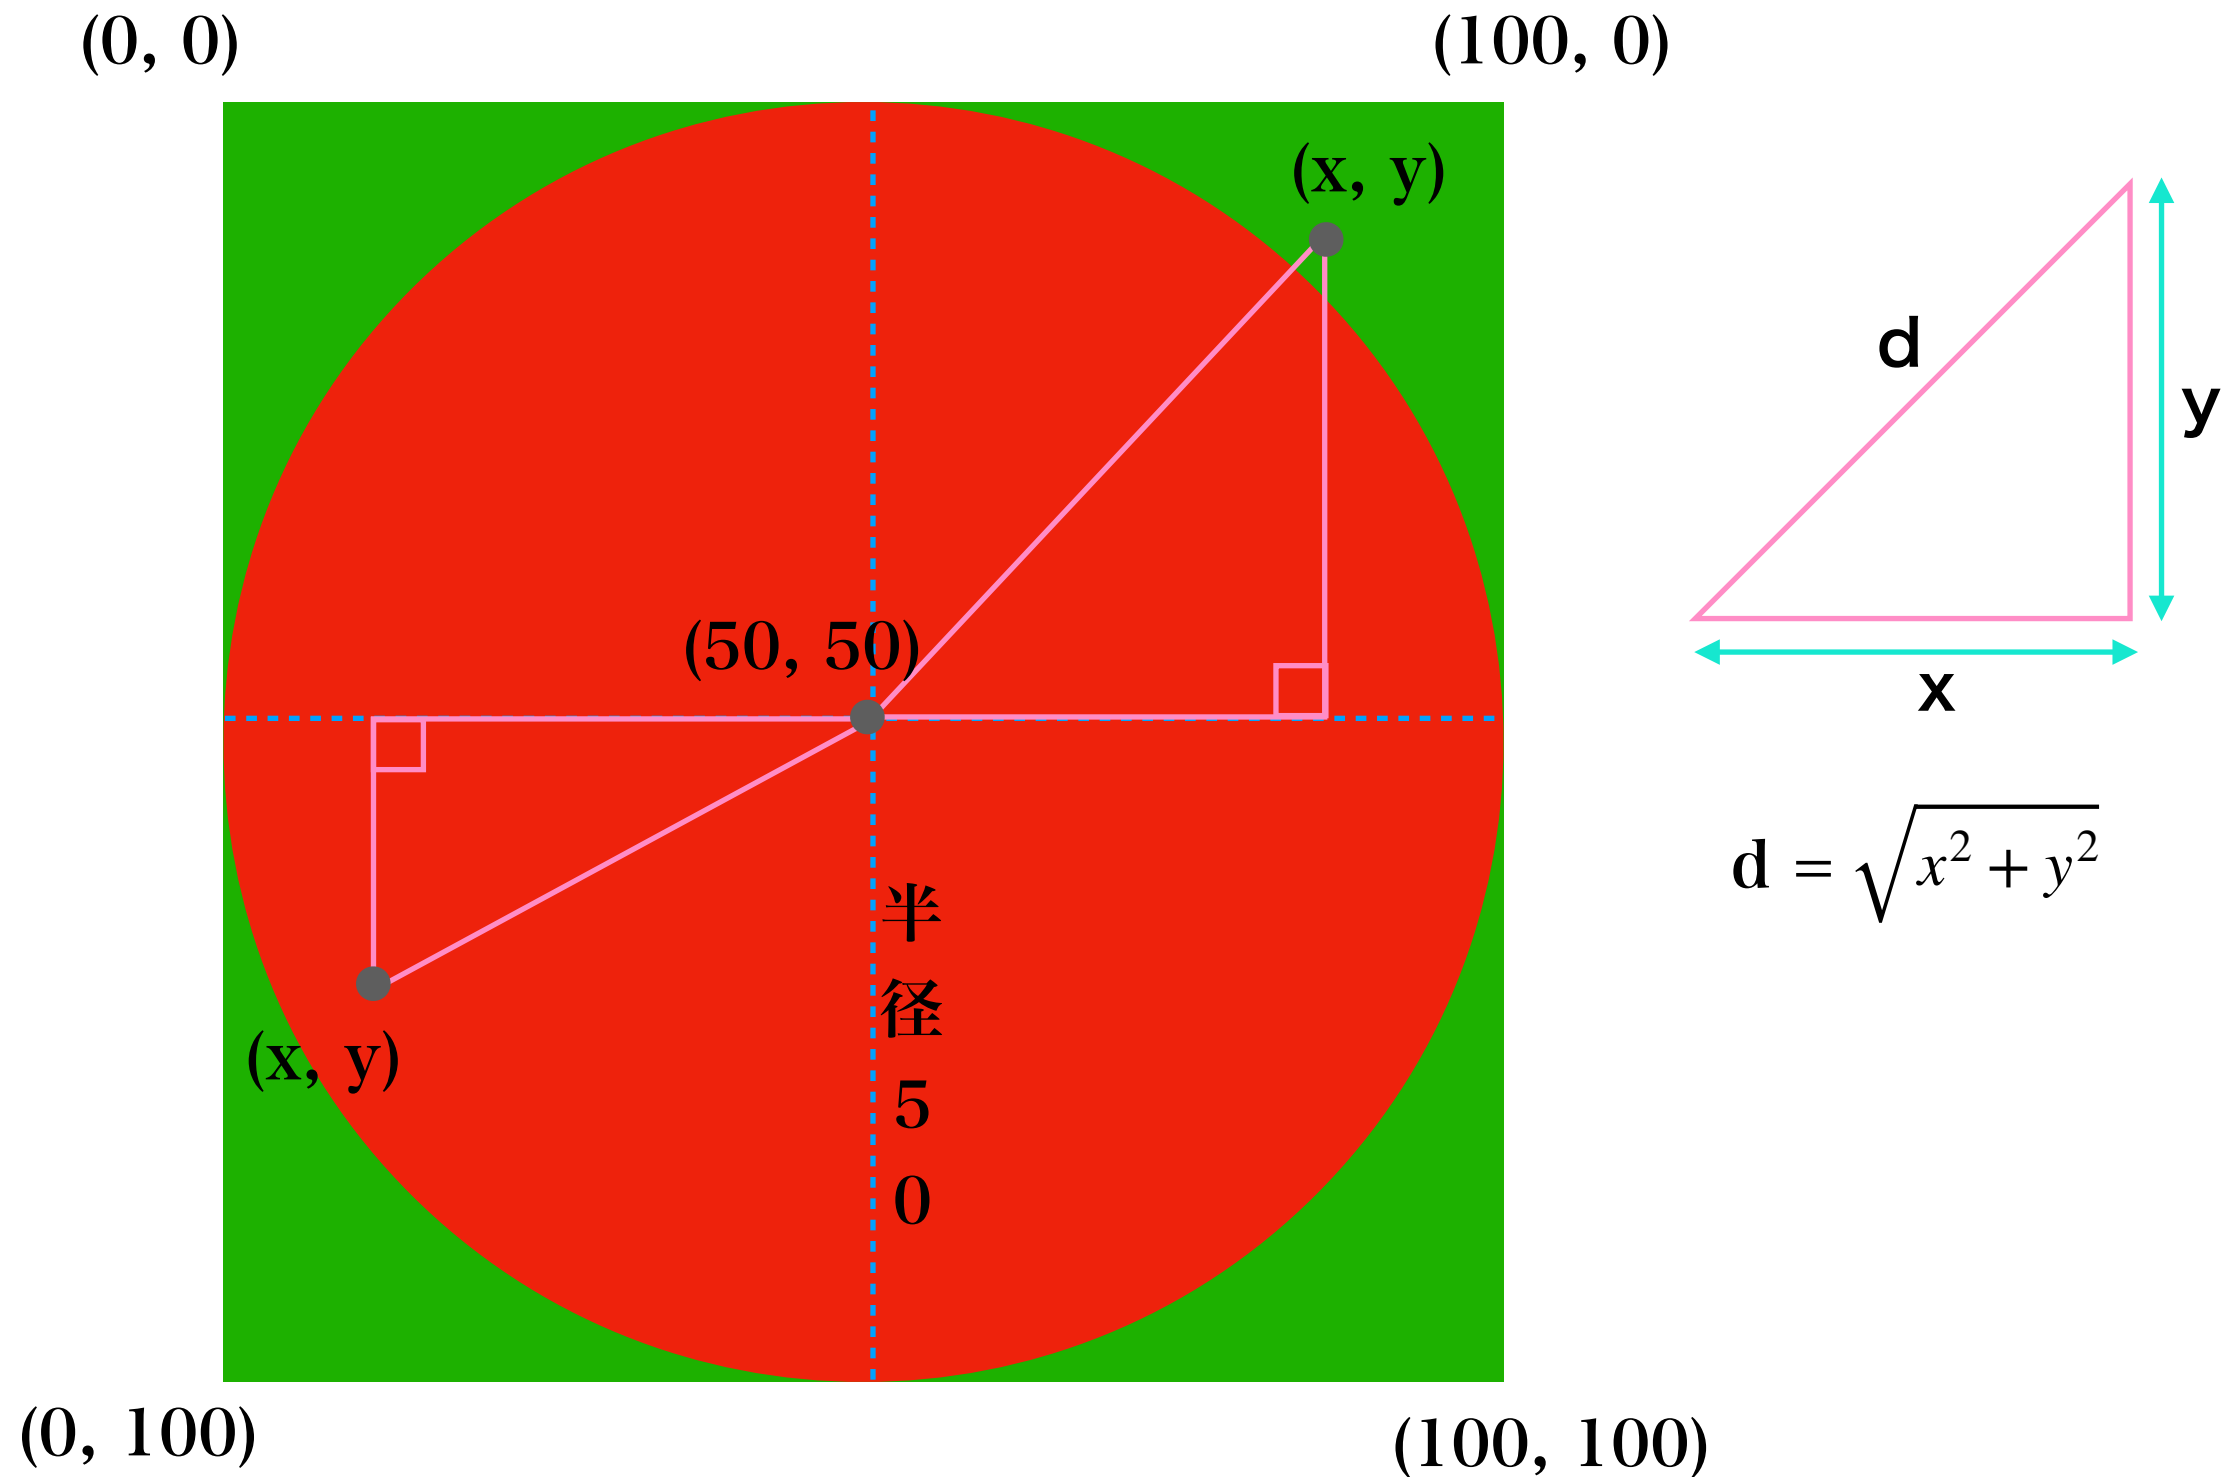 (0, 0)
(100, 0)
(x, y)
d
y
(50, 50)
x
d = √x² + y²
半
径
5
0
(x, y)
(0, 100)
(100, 100)